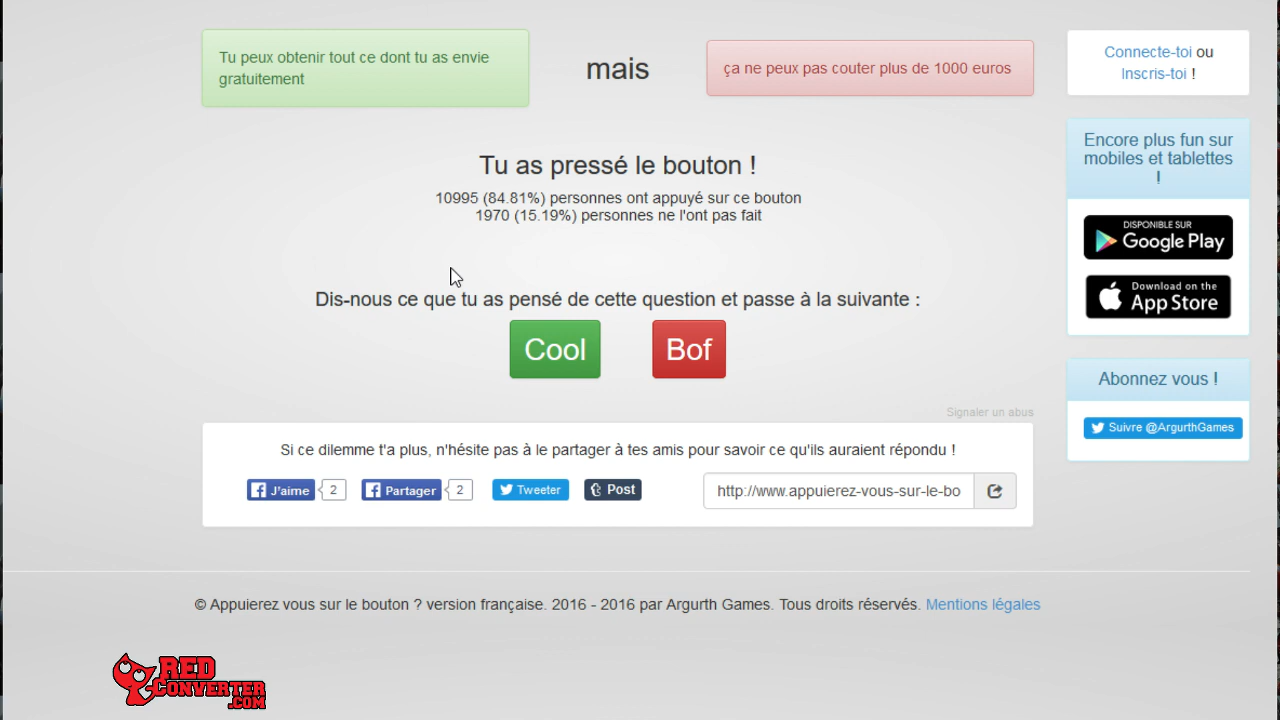 Tu peux obtenir tout ce dont tu as envie
gratuitement
mais
ça ne peux pas couter plus de 1000 euros
Connecte-toi ou
Inscris-toi !
Encore plus fun sur
mobiles et tablettes
!
DISPONIBLE SUR
Google Play
Download on the
App Store
Abonnez vous !
Suivre @ArgurthGames
Tu as pressé le bouton !
10995 (84.81%) personnes ont appuyé sur ce bouton
1970 (15.19%) personnes ne l'ont pas fait
Dis-nous ce que tu as pensé de cette question et passe à la suivante :
Cool
Bof
Signaler un abus
Si ce dilemme t'a plus, n'hésite pas à le partager à tes amis pour savoir ce qu'ils auraient répondu !
J'aime 2 Partager 2 Tweeter Post http://www.appuierez-vous-sur-le-bo
© Appuierez vous sur le bouton ? version française. 2016 - 2016 par Argurth Games. Tous droits réservés. Mentions légales
RED
CONVERTER
.COM